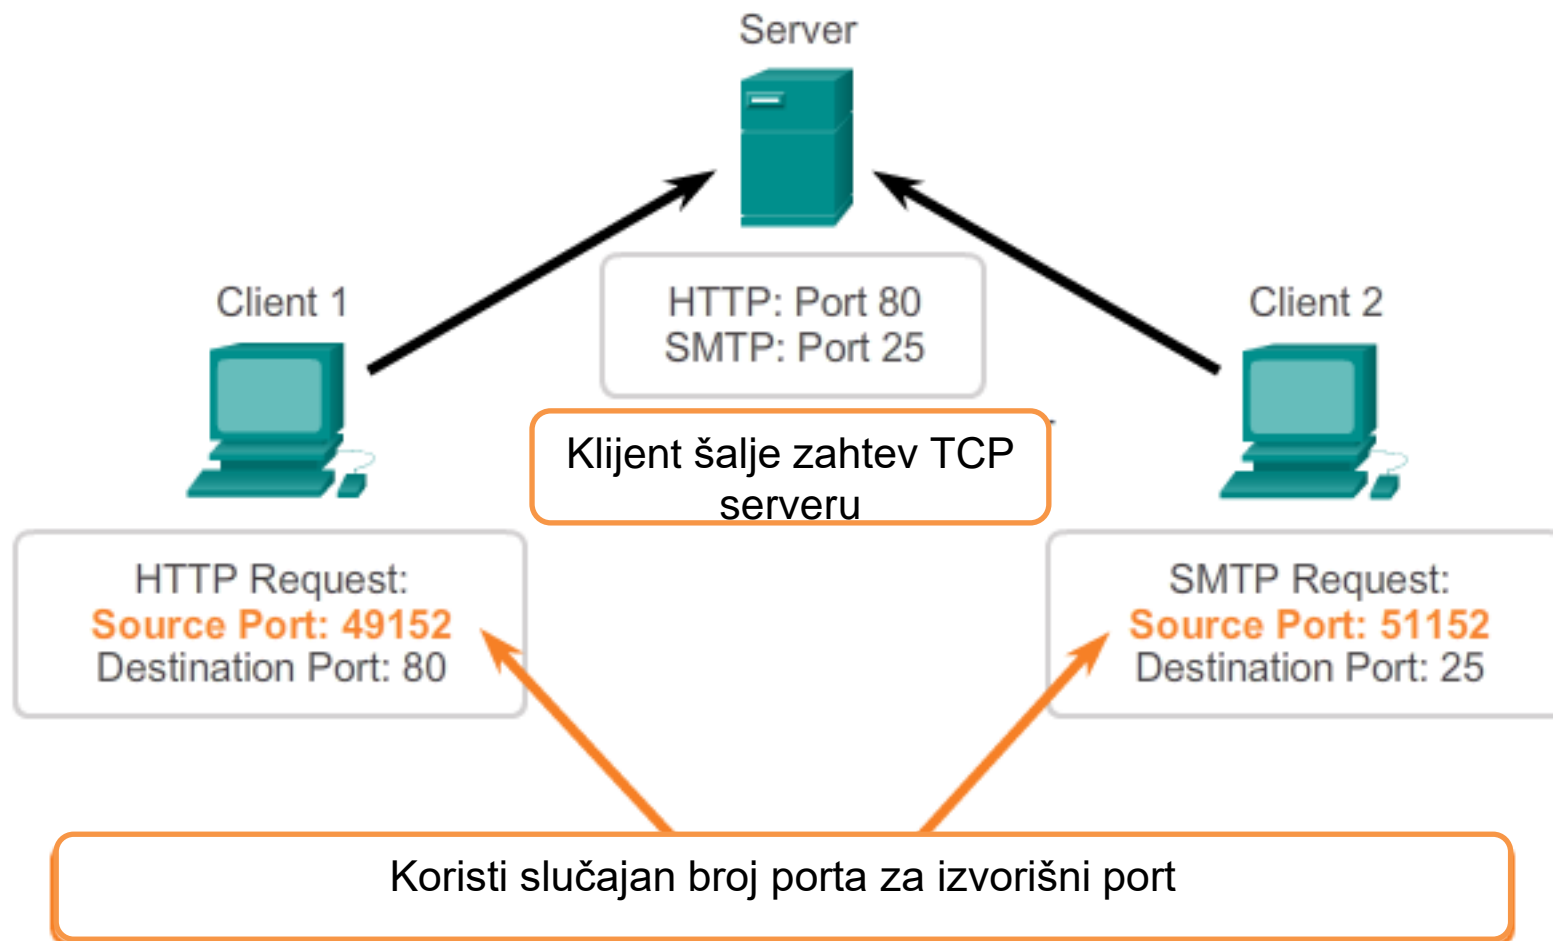 Server
Client 1
HTTP: Port 80
SMTP: Port 25
Client 2
Klijent šalje zahtev TCP
serveru
HTTP Request:
Source Port: 49152
Destination Port: 80
SMTP Request:
Source Port: 51152
Destination Port: 25
Koristi slučajan broj porta za izvorišni port